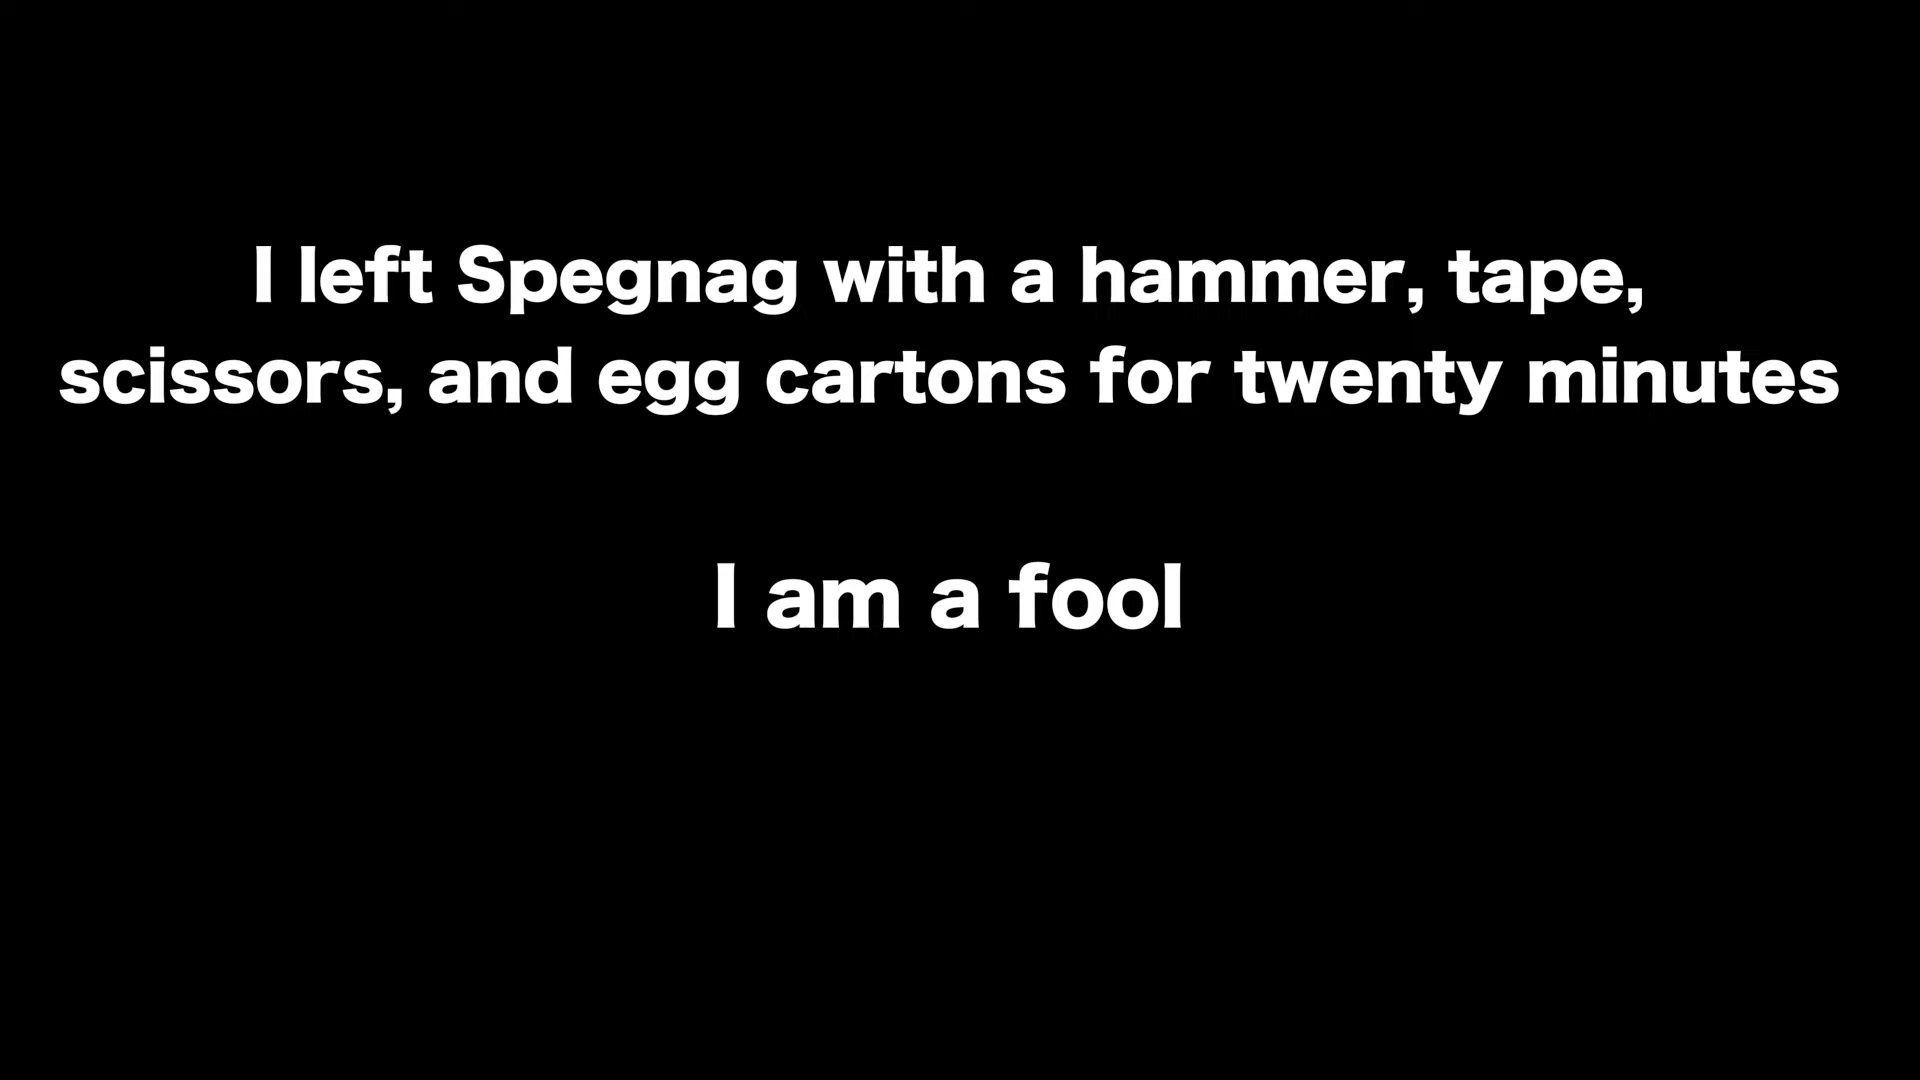 I left Spegnag with a hammer, tape,
scissors, and egg cartons for twenty minutes
I am a fool